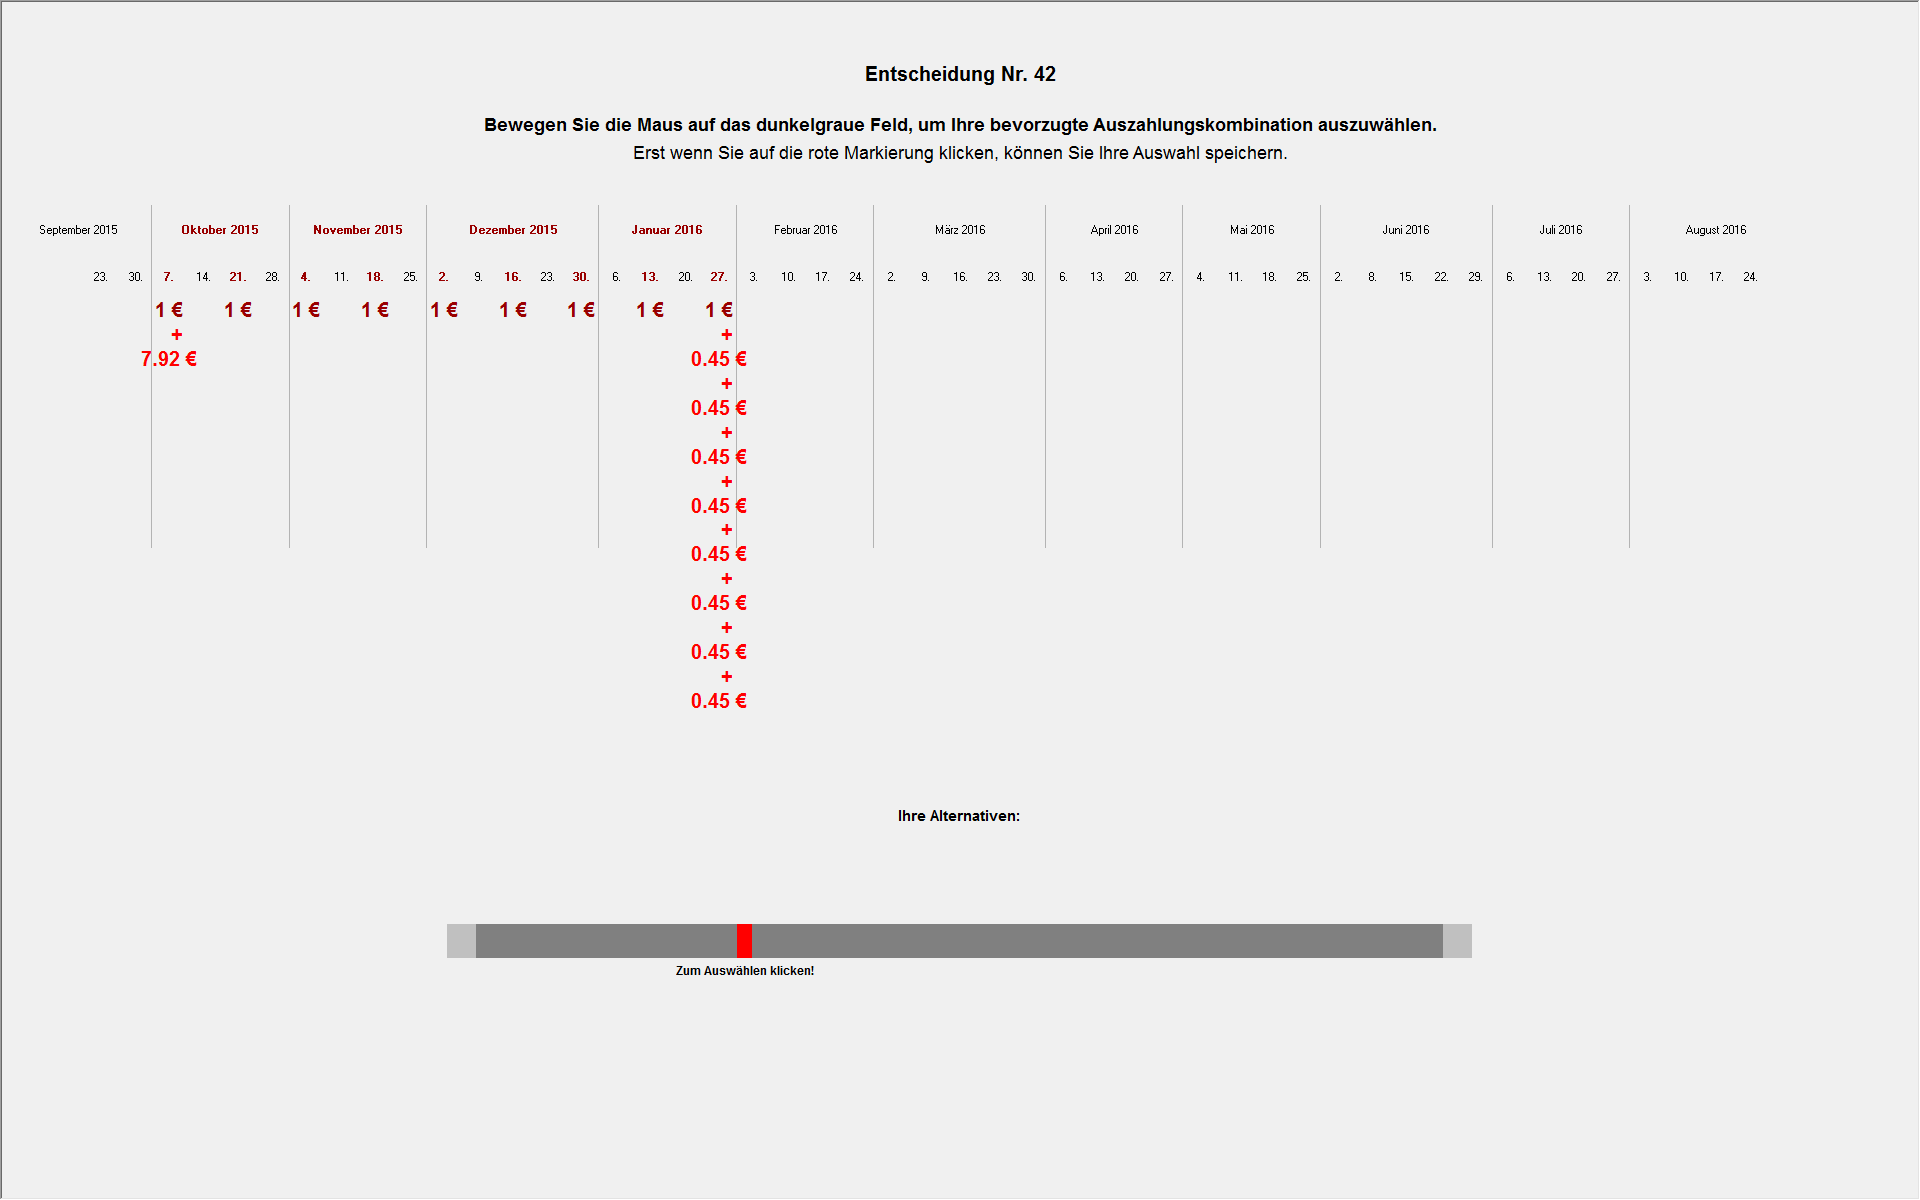 Entscheidung Nr. 42
Bewegen Sie die Maus auf das dunkelgraue Feld, um Ihre bevorzugte Auszahlungskombination auszuwählen.
Erst wenn Sie auf die rote Markierung klicken, können Sie Ihre Auswahl speichern.
September 2015 Oktober 2015 November 2015 Dezember 2015 Januar 2016 Februar 2016 März 2016 April 2016 Mai 2016 Juni 2016 Juli 2016 August 2016
23. 30. 7. 14. 21. 28. 4. 11. 18. 25. 2. 9. 16. 23. 30. 6. 13. 20. 27. 3. 10. 17. 24. 2. 9. 16. 23. 30. 6. 13. 20. 27. 4. 11. 18. 25. 2. 8. 15. 22. 29. 6. 13. 20. 27. 3. 10. 17. 24.
1 € 1 € 1 € 1 € 1 € 1 € 1 € 1 € 1 €
+ +
7.92 € 0.45 €
+
0.45 €
+
0.45 €
+
0.45 €
+
0.45 €
+
0.45 €
+
0.45 €
+
0.45 €
Ihre Alternativen:
Zum Auswählen klicken!